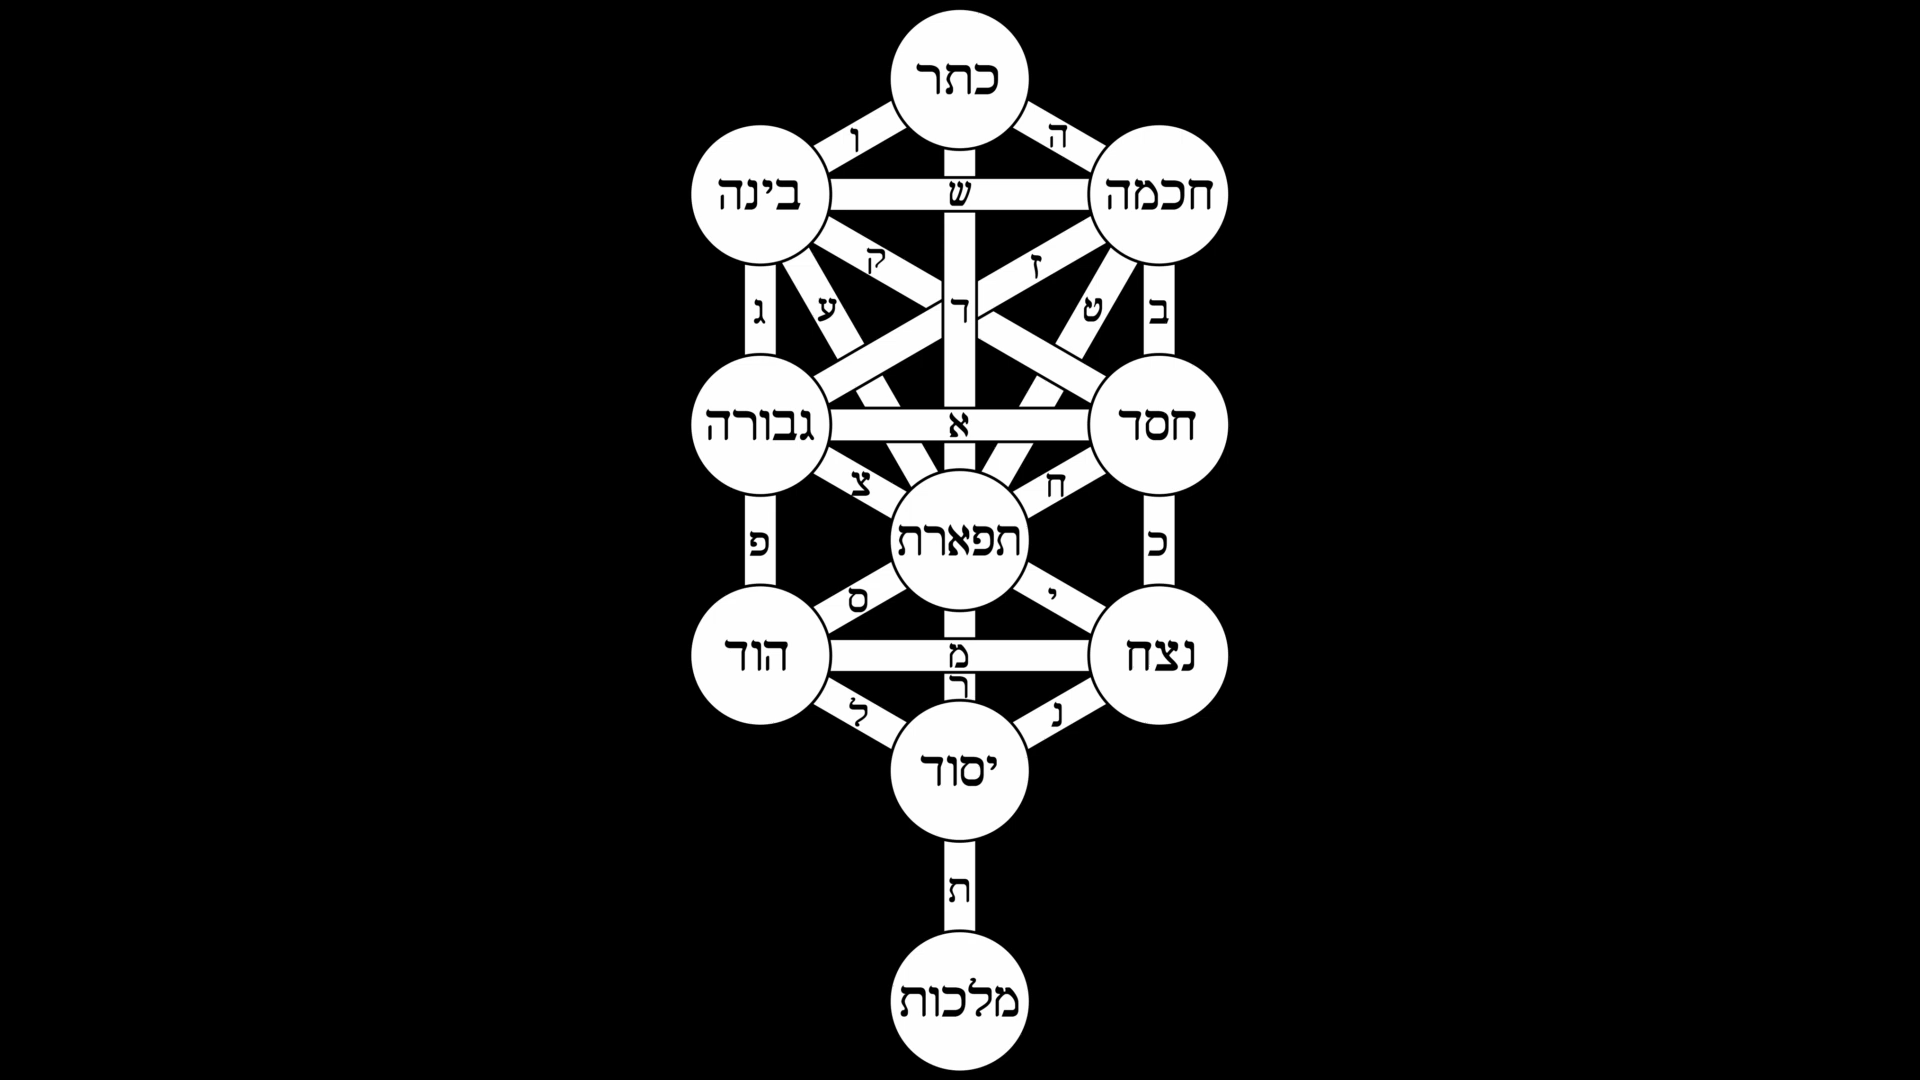 כתר
ה
ו
חכמה
ש
בינה
ז
ק
ב
ט
ד
ע
ג
חסד
א
גבורה
ח
צ
כ
תפארת
פ
י
ס
נצח
מ
הוד
ר
נ
ל
יסוד
ת
מלכות